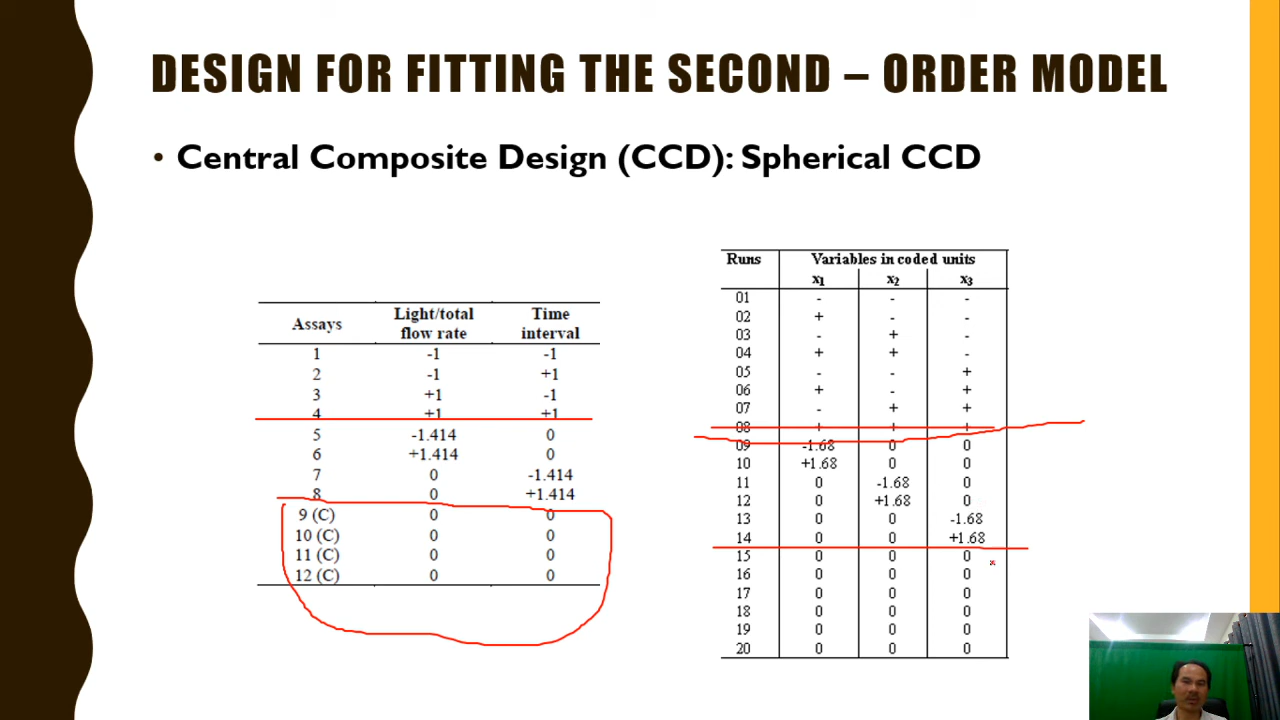 DESIGN FOR FITTING THE SECOND – ORDER MODEL
• Central Composite Design (CCD): Spherical CCD
Assays Light/total flow rate Time interval
1 -1 -1
2 -1 +1
3 +1 -1
4 +1 +1
5 -1.414 0
6 +1.414 0
7 0 -1.414
8 0 +1.414
9 (C) 0 0
10 (C) 0 0
11 (C) 0 0
12 (C) 0 0
Runs Variables in coded units
x1 x2 x3
01 - - -
02 + - -
03 - + -
04 + + -
05 - - +
06 + - +
07 - + +
08 + + +
09 -1.68 0 0
10 +1.68 0 0
11 0 -1.68 0
12 0 +1.68 0
13 0 0 -1.68
14 0 0 +1.68
15 0 0 0
16 0 0 0
17 0 0 0
18 0 0 0
19 0 0 0
20 0 0 0